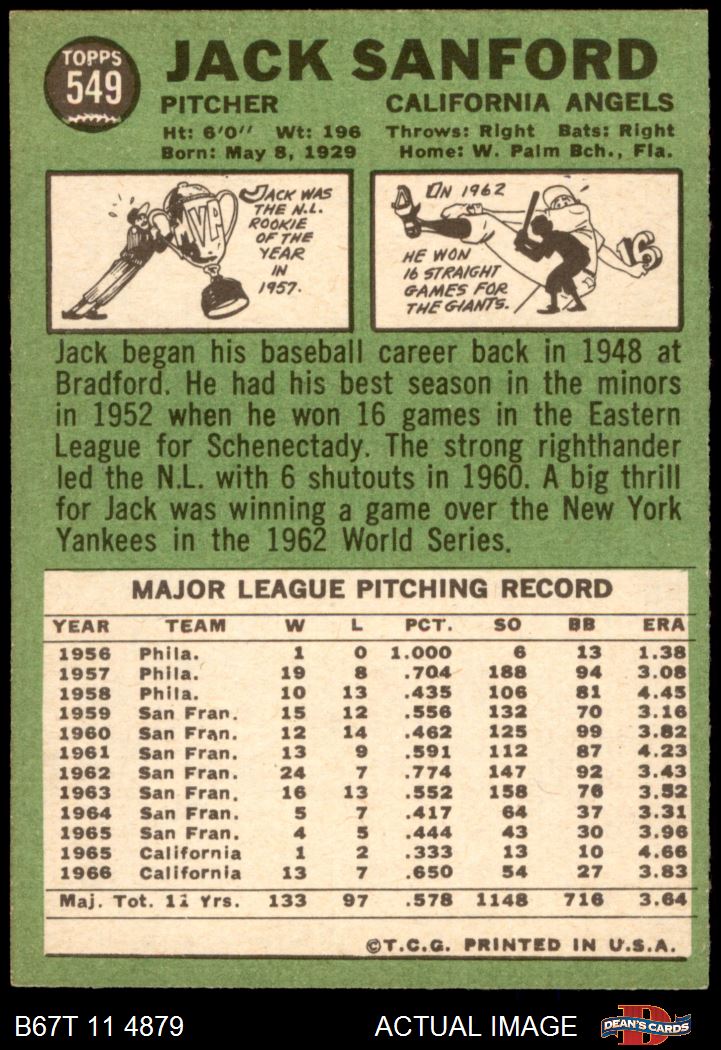 TOPPS
549
JACK SANFORD
PITCHER CALIFORNIA ANGELS
Ht: 6'0" Wt: 196 Throws: Right Bats: Right
Born: May 8, 1929 Home: W. Palm Bch., Fla.
MVP
JACK WAS
THE N.L.
ROOKIE
OF THE
YEAR
IN
1957.
IN 1962
16
HE WON
16 STRAIGHT
GAMES FOR
THE GIANTS.
Jack began his baseball career back in 1948 at
Bradford. He had his best season in the minors
in 1952 when he won 16 games in the Eastern
League for Schenectady. The strong righthander
led the N.L. with 6 shutouts in 1960. A big thrill
for Jack was winning a game over the New York
Yankees in the 1962 World Series.
MAJOR LEAGUE PITCHING RECORD
YEAR TEAM W L PCT. SO BB ERA
1956 Phila. 1 0 1.000 6 13 1.38
1957 Phila. 19 8 .704 188 94 3.08
1958 Phila. 10 13 .435 106 81 4.45
1959 San Fran. 15 12 .556 132 70 3.16
1960 San Fran. 12 14 .462 125 99 3.82
1961 San Fran. 13 9 .591 112 87 4.23
1962 San Fran. 24 7 .774 147 92 3.43
1963 San Fran. 16 13 .552 158 76 3.52
1964 San Fran. 5 7 .417 64 37 3.31
1965 San Fran. 4 5 .444 43 30 3.96
1965 California 1 2 .333 13 10 4.66
1966 California 13 7 .650 54 27 3.83
Maj. Tot. 11 Yrs. 133 97 .578 1148 716 3.64
©T.C.G. PRINTED IN U.S.A.
B67T 11 4879 ACTUAL IMAGE
DEAN'S CARDS